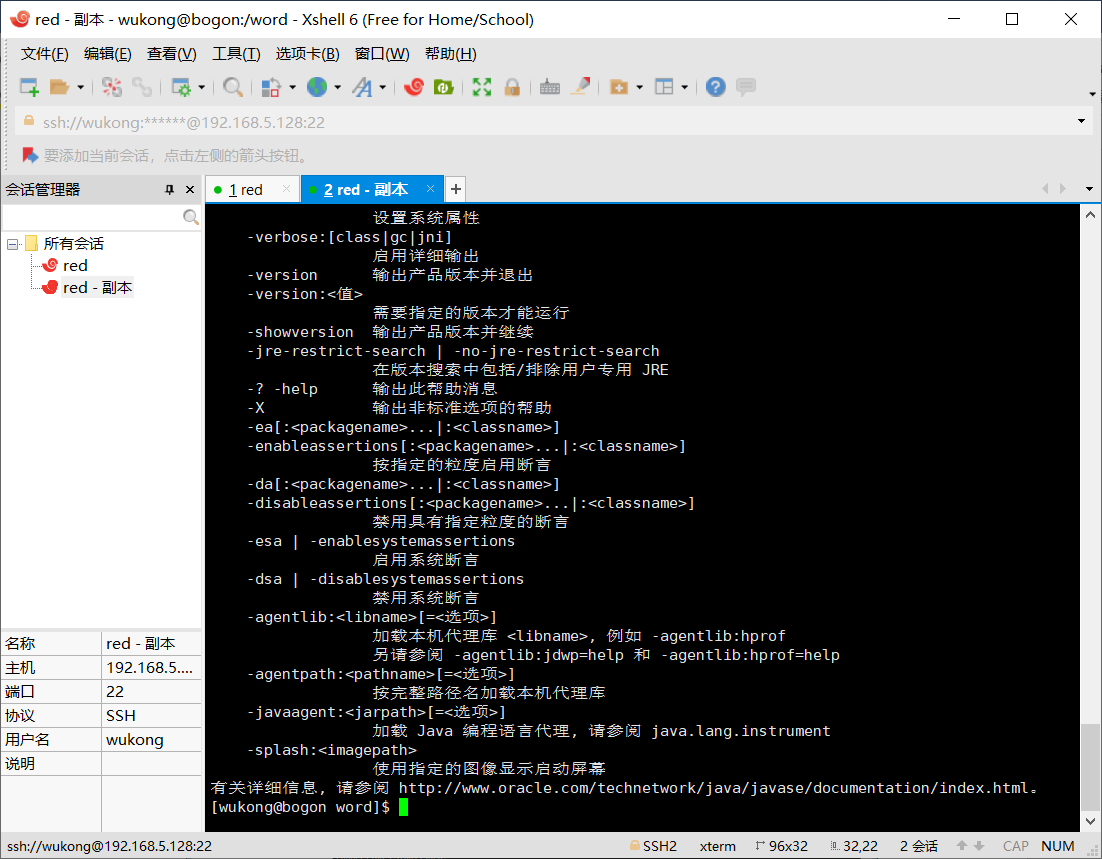 red - 副本 - wukong@bogon:/word - Xshell 6 (Free for Home/School)
文件(F) 编辑(E) 查看(V) 工具(T) 选项卡(B) 窗口(W) 帮助(H)
ssh://wukong:******@192.168.5.128:22
要添加当前会话，点击左侧的箭头按钮。
会话管理器
1 red
2 red - 副本
所有会话
red
red - 副本
名称 red - 副本
主机 192.168.5....
端口 22
协议 SSH
用户名 wukong
说明
设置系统属性
-verbose:[class|gc|jni]
启用详细输出
-version 输出产品版本并退出
-version:<值>
需要指定的版本才能运行
-showversion 输出产品版本并继续
-jre-restrict-search | -no-jre-restrict-search
在版本搜索中包括/排除用户专用 JRE
-? -help 输出此帮助消息
-X 输出非标准选项的帮助
-ea[:<packagename>...|:<classname>]
-enableassertions[:<packagename>...|:<classname>]
按指定的粒度启用断言
-da[:<packagename>...|:<classname>]
-disableassertions[:<packagename>...|:<classname>]
禁用具有指定粒度的断言
-esa | -enablesystemassertions
启用系统断言
-dsa | -disablesystemassertions
禁用系统断言
-agentlib:<libname>[=<选项>]
加载本机代理库 <libname>, 例如 -agentlib:hprof
另请参阅 -agentlib:jdwp=help 和 -agentlib:hprof=help
-agentpath:<pathname>[=<选项>]
按完整路径名加载本机代理库
-javaagent:<jarpath>[=<选项>]
加载 Java 编程语言代理, 请参阅 java.lang.instrument
-splash:<imagepath>
使用指定的图像显示启动屏幕
有关详细信息, 请参阅 http://www.oracle.com/technetwork/java/javase/documentation/index.html。
[wukong@bogon word]$
ssh://wukong@192.168.5.128:22 SSH2 xterm 96x32 32,22 2 会话 CAP NUM